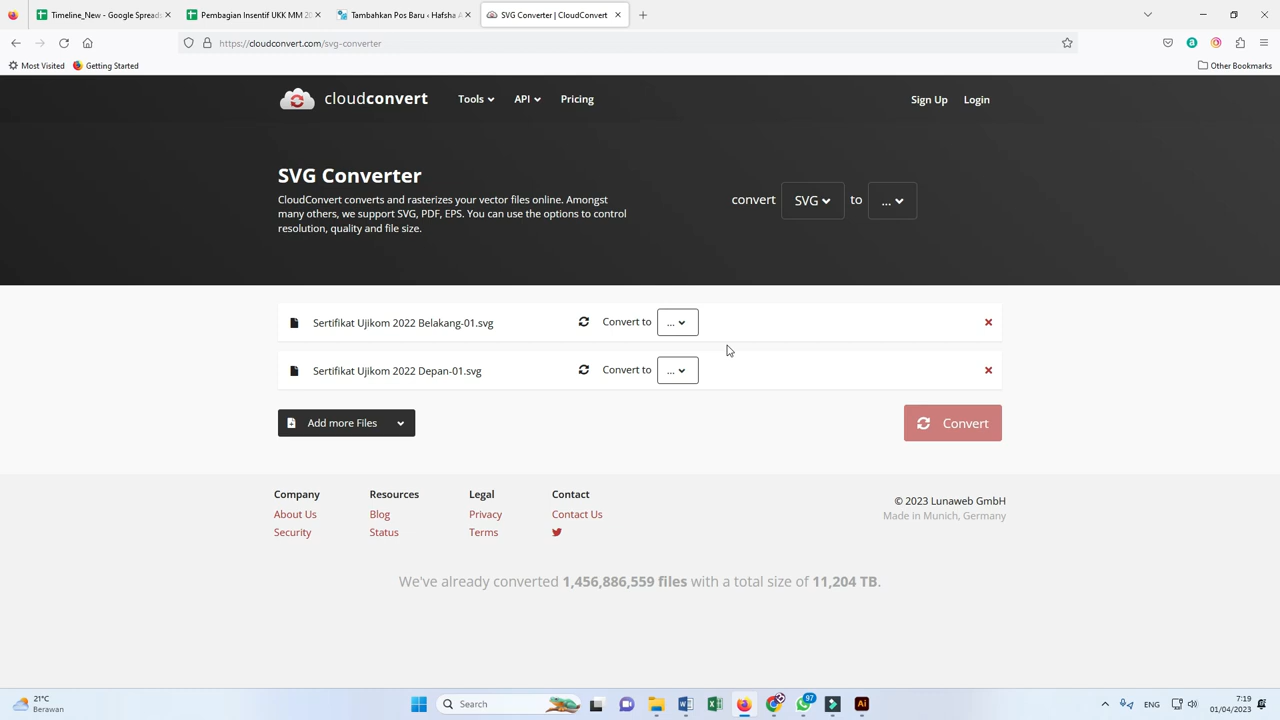 Timeline_New - Google Spreads
Pembagian Insentif UKK MM 20
Tambahkan Pos Baru ‹ Hafsha A
SVG Converter | CloudConvert
https://cloudconvert.com/svg-converter
Most Visited
Getting Started
Other Bookmarks
cloudconvert
Tools
API
Pricing
Sign Up
Login
SVG Converter
CloudConvert converts and rasterizes your vector files online. Amongst
many others, we support SVG, PDF, EPS. You can use the options to control
resolution, quality and file size.
convert SVG to ...
Sertifikat Ujikom 2022 Belakang-01.svg
Convert to ...
Sertifikat Ujikom 2022 Depan-01.svg
Convert to ...
Add more Files
Convert
Company
About Us
Security
Resources
Blog
Status
Legal
Privacy
Terms
Contact
Contact Us
© 2023 Lunaweb GmbH
Made in Munich, Germany
We've already converted 1,456,886,559 files with a total size of 11,204 TB.
21°C
Berawan
Search
97
ENG
7:19
01/04/2023